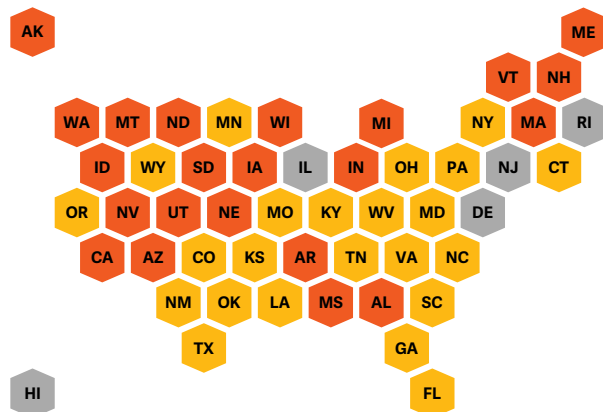 AK
ME
VT NH
WA MT ND MN WI MI NY MA RI
ID WY SD IA IL IN OH PA NJ CT
OR NV UT NE MO KY WV MD DE
CA AZ CO KS AR TN VA NC
NM OK LA MS AL SC
TX GA
HI FL